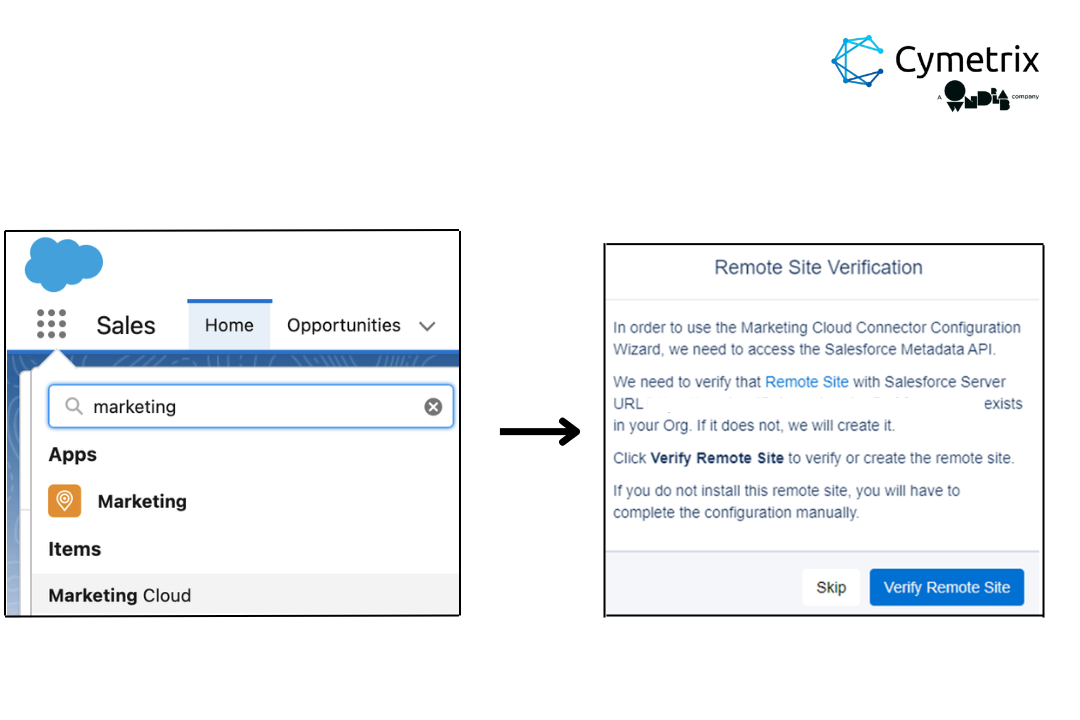 Cymetrix
A OWNDLAB company
Sales
Home
Opportunities
marketing
Apps
Marketing
Items
Marketing Cloud
Remote Site Verification
In order to use the Marketing Cloud Connector Configuration
Wizard, we need to access the Salesforce Metadata API.
We need to verify that Remote Site with Salesforce Server
URL exists
in your Org. If it does not, we will create it.
Click Verify Remote Site to verify or create the remote site.
If you do not install this remote site, you will have to
complete the configuration manually.
Skip
Verify Remote Site